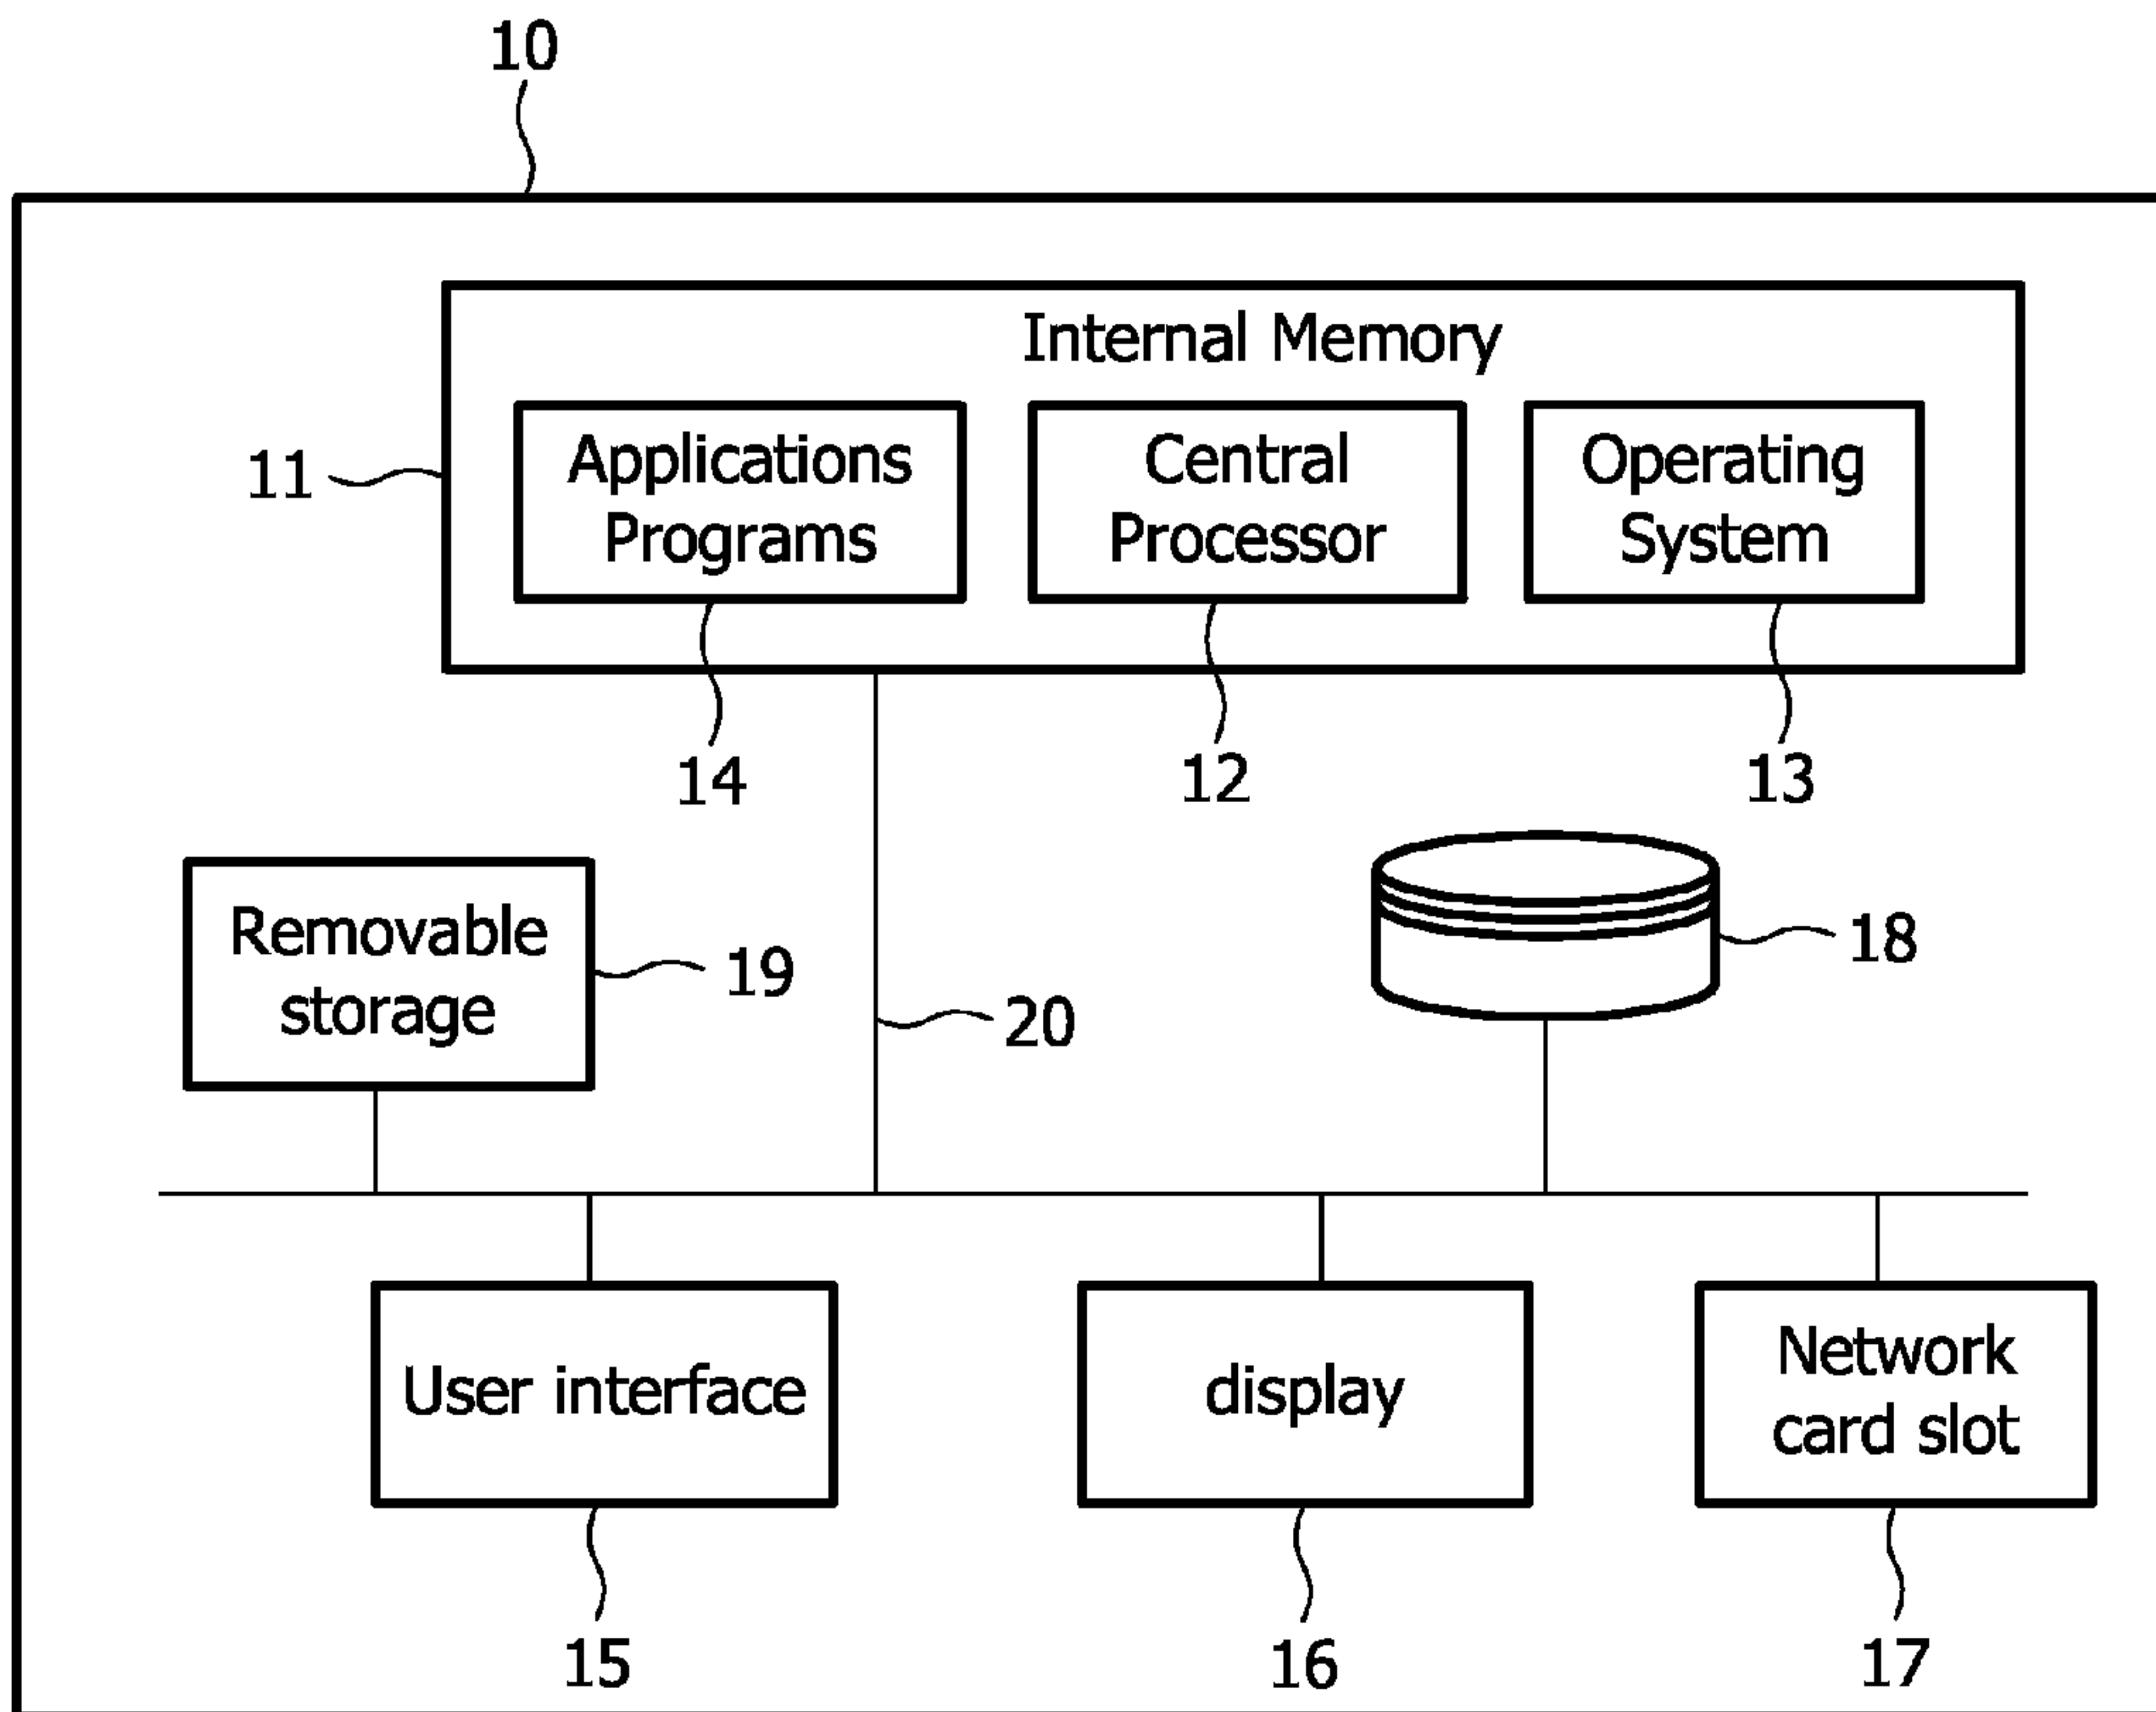 10
Internal Memory
Applications
Programs
Central
Processor
Operating
System
11
14
12
13
Removable
storage
19
20
18
User interface
display
Network
card slot
15
16
17